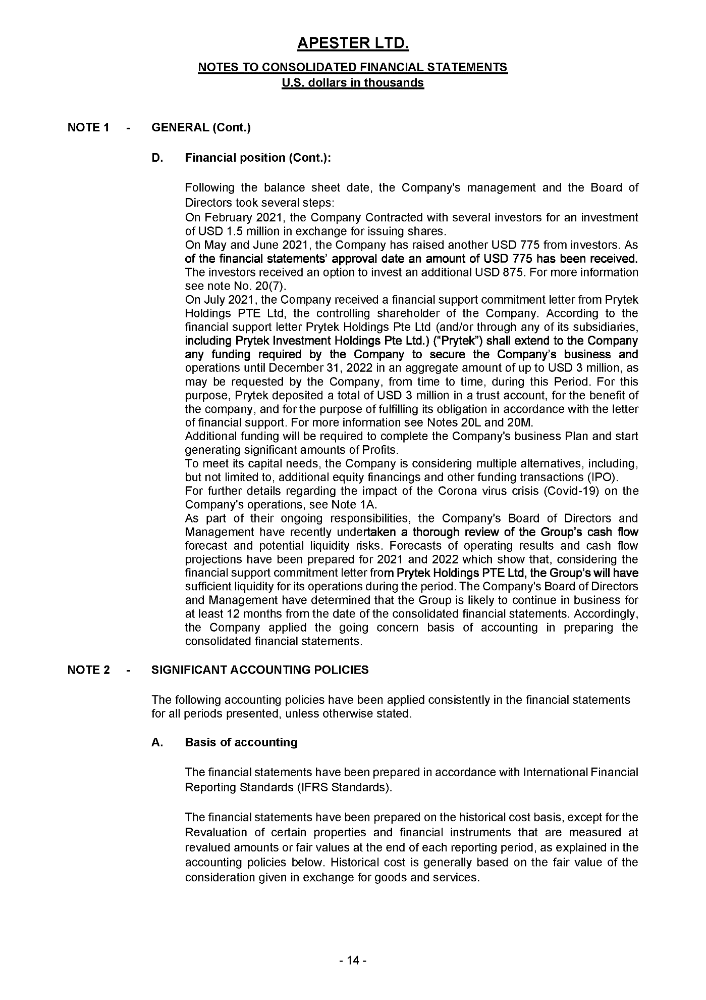 APESTER LTD.
NOTES TO CONSOLIDATED FINANCIAL STATEMENTS
U.S. dollars in thousands
NOTE 1 - GENERAL (Cont.)
D. Financial position (Cont.):
Following the balance sheet date, the Company's management and the Board of
Directors took several steps:
On February 2021, the Company Contracted with several investors for an investment
of USD 1.5 million in exchange for issuing shares.
On May and June 2021, the Company has raised another USD 775 from investors. As
of the financial statements’ approval date an amount of USD 775 has been received.
The investors received an option to invest an additional USD 875. For more information
see note No. 20(7).
On July 2021, the Company received a financial support commitment letter from Prytek
Holdings PTE Ltd, the controlling shareholder of the Company. According to the
financial support letter Prytek Holdings Pte Ltd (and/or through any of its subsidiaries,
including Prytek Investment Holdings Pte Ltd.) (“Prytek”) shall extend to the Company
any funding required by the Company to secure the Company’s business and
operations until December 31, 2022 in an aggregate amount of up to USD 3 million, as
may be requested by the Company, from time to time, during this Period. For this
purpose, Prytek deposited a total of USD 3 million in a trust account, for the benefit of
the company, and for the purpose of fulfilling its obligation in accordance with the letter
of financial support. For more information see Notes 20L and 20M.
Additional funding will be required to complete the Company's business Plan and start
generating significant amounts of Profits.
To meet its capital needs, the Company is considering multiple alternatives, including,
but not limited to, additional equity financings and other funding transactions (IPO).
For further details regarding the impact of the Corona virus crisis (Covid-19) on the
Company's operations, see Note 1A.
As part of their ongoing responsibilities, the Company's Board of Directors and
Management have recently undertaken a thorough review of the Group’s cash flow
forecast and potential liquidity risks. Forecasts of operating results and cash flow
projections have been prepared for 2021 and 2022 which show that, considering the
financial support commitment letter from Prytek Holdings PTE Ltd, the Group’s will have
sufficient liquidity for its operations during the period. The Company's Board of Directors
and Management have determined that the Group is likely to continue in business for
at least 12 months from the date of the consolidated financial statements. Accordingly,
the Company applied the going concern basis of accounting in preparing the
consolidated financial statements.
NOTE 2 - SIGNIFICANT ACCOUNTING POLICIES
The following accounting policies have been applied consistently in the financial statements
for all periods presented, unless otherwise stated.
A. Basis of accounting
The financial statements have been prepared in accordance with International Financial
Reporting Standards (IFRS Standards).
The financial statements have been prepared on the historical cost basis, except for the
Revaluation of certain properties and financial instruments that are measured at
revalued amounts or fair values at the end of each reporting period, as explained in the
accounting policies below. Historical cost is generally based on the fair value of the
consideration given in exchange for goods and services.
- 14 -